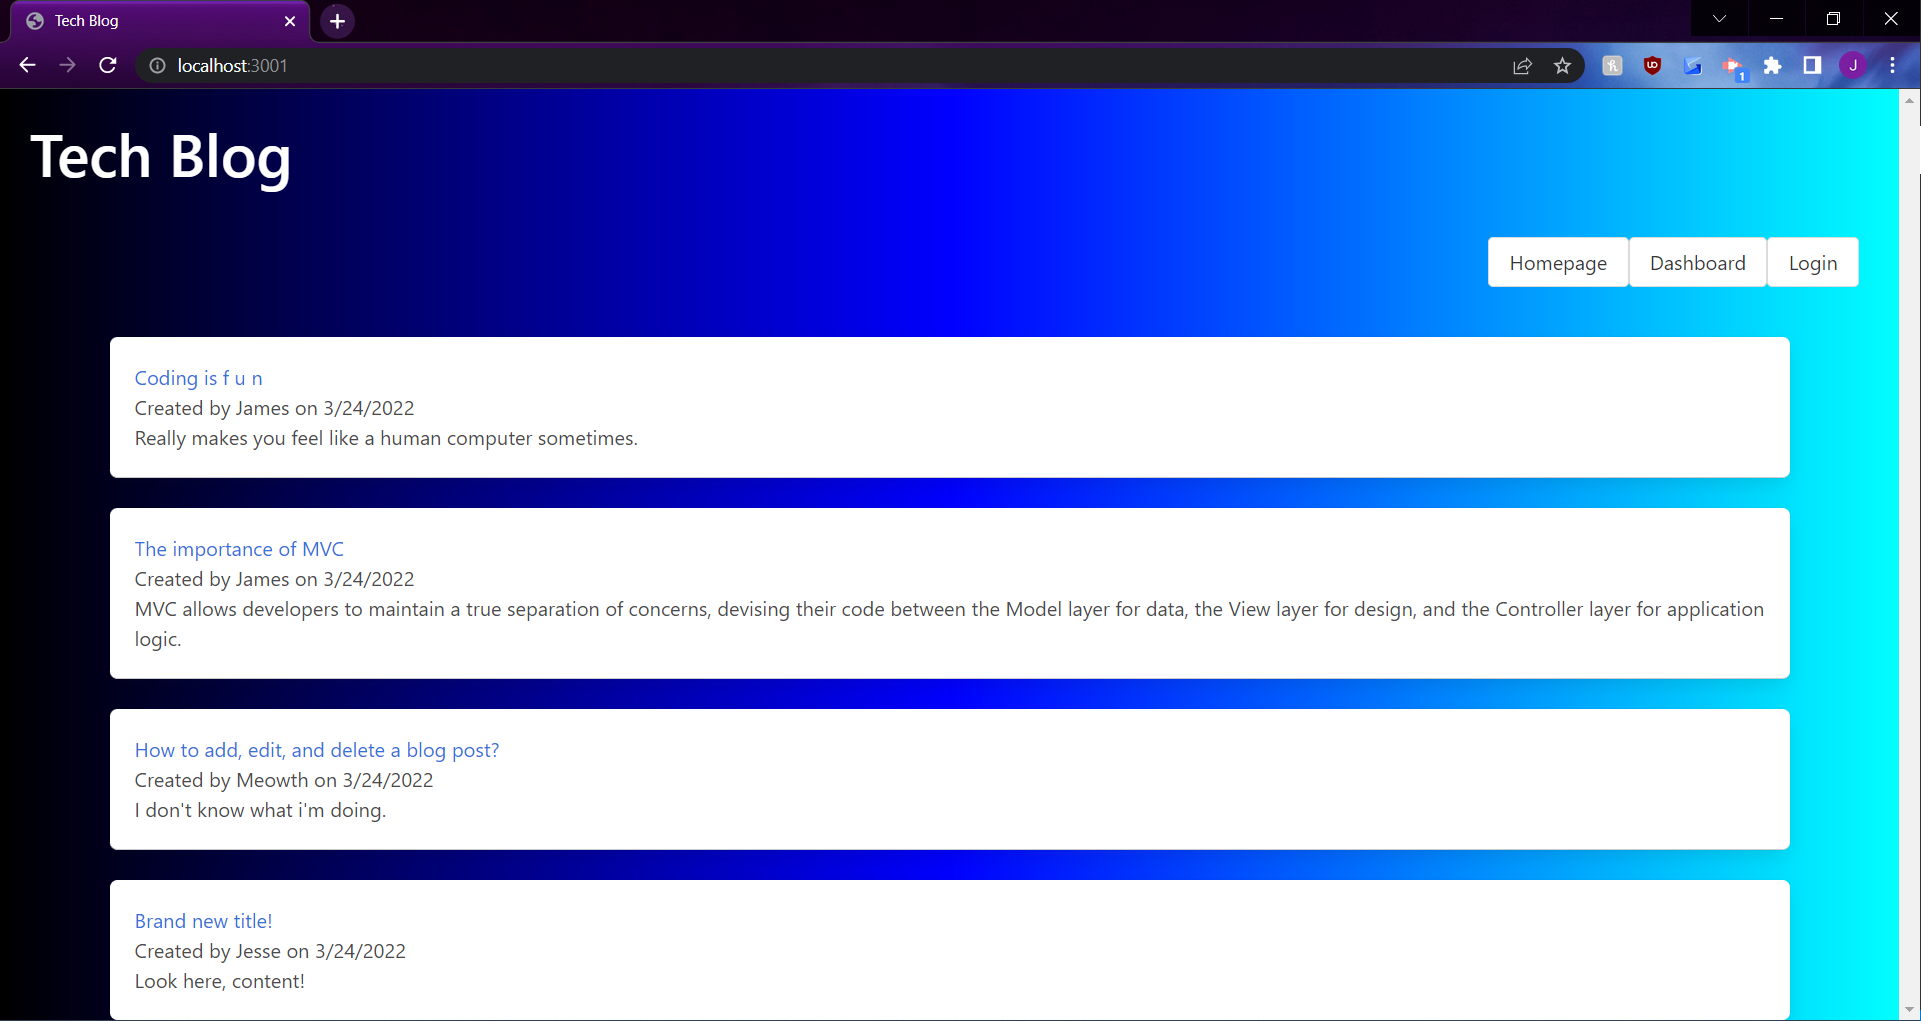 Tech Blog
localhost:3001
1
J
Tech Blog
Homepage Dashboard Login
Coding is f u n
Created by James on 3/24/2022
Really makes you feel like a human computer sometimes.
The importance of MVC
Created by James on 3/24/2022
MVC allows developers to maintain a true separation of concerns, devising their code between the Model layer for data, the View layer for design, and the Controller layer for application
logic.
How to add, edit, and delete a blog post?
Created by Meowth on 3/24/2022
I don't know what i'm doing.
Brand new title!
Created by Jesse on 3/24/2022
Look here, content!